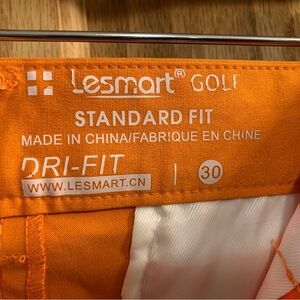 Lesmart® GOLF
STANDARD FIT
MADE IN CHINA/FABRIQUE EN CHINE
DRI-FIT
WWW.LESMART.CN | 30